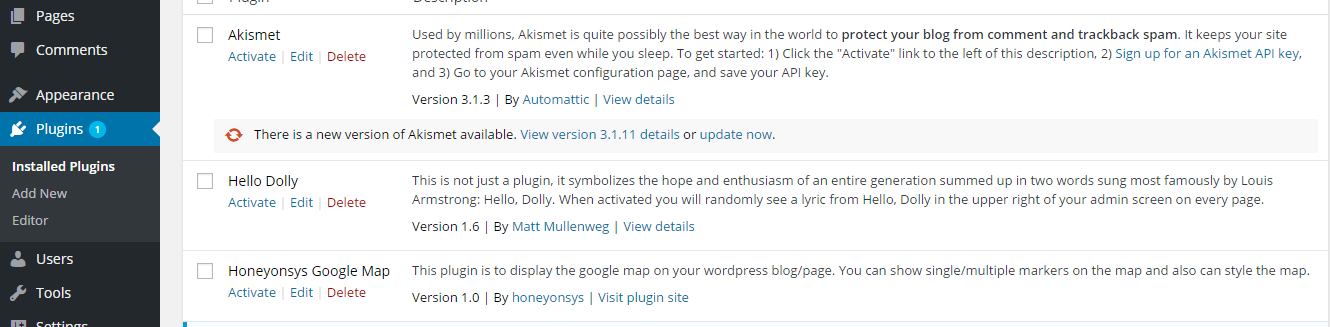 Plugin
Description
Pages
Comments
Appearance
Plugins 1
Installed Plugins
Add New
Editor
Users
Tools
Settings
Akismet
Activate | Edit | Delete
Used by millions, Akismet is quite possibly the best way in the world to protect your blog from comment and trackback spam. It keeps your site
protected from spam even while you sleep. To get started: 1) Click the "Activate" link to the left of this description, 2) Sign up for an Akismet API key,
and 3) Go to your Akismet configuration page, and save your API key.
Version 3.1.3 | By Automattic | View details
There is a new version of Akismet available. View version 3.1.11 details or update now.
Hello Dolly
Activate | Edit | Delete
This is not just a plugin, it symbolizes the hope and enthusiasm of an entire generation summed up in two words sung most famously by Louis
Armstrong: Hello, Dolly. When activated you will randomly see a lyric from Hello, Dolly in the upper right of your admin screen on every page.
Version 1.6 | By Matt Mullenweg | View details
Honeyonsys Google Map
Activate | Edit | Delete
This plugin is to display the google map on your wordpress blog/page. You can show single/multiple markers on the map and also can style the map.
Version 1.0 | By honeyonsys | Visit plugin site